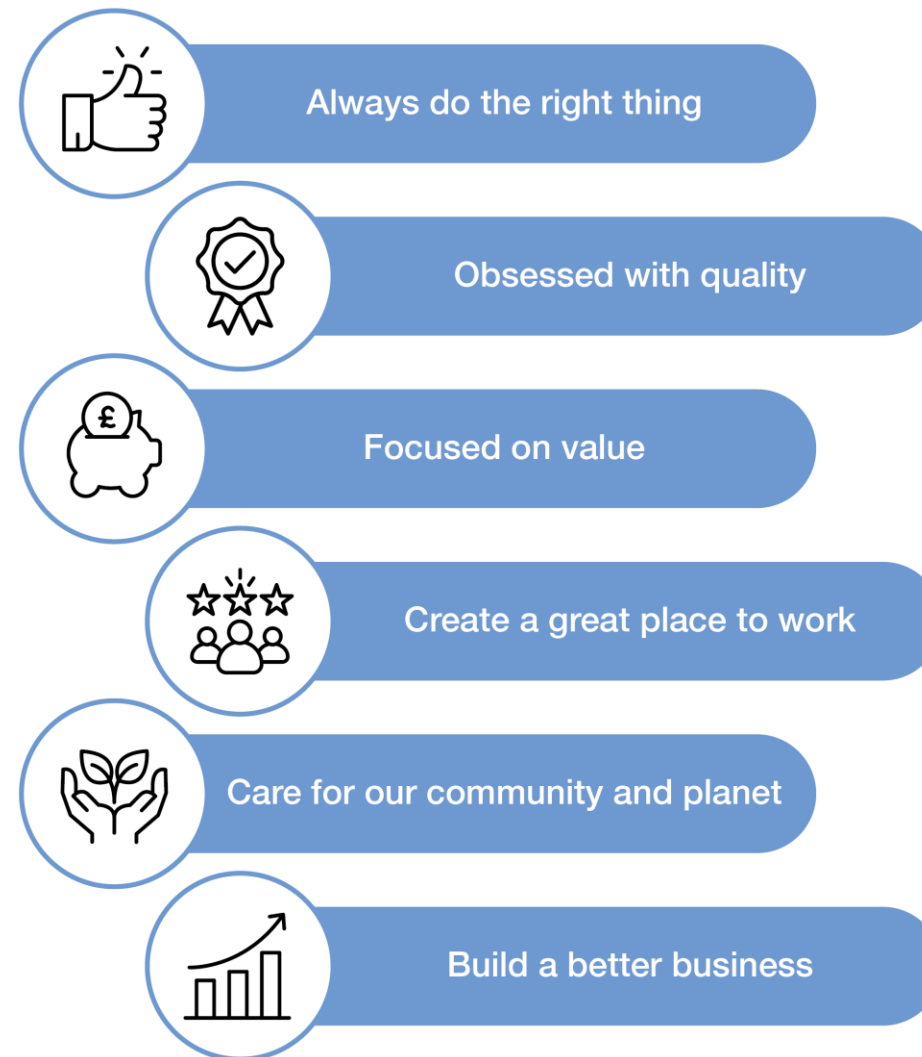 Always do the right thing
Obsessed with quality
£
Focused on value
Create a great place to work
Care for our community and planet
Build a better business